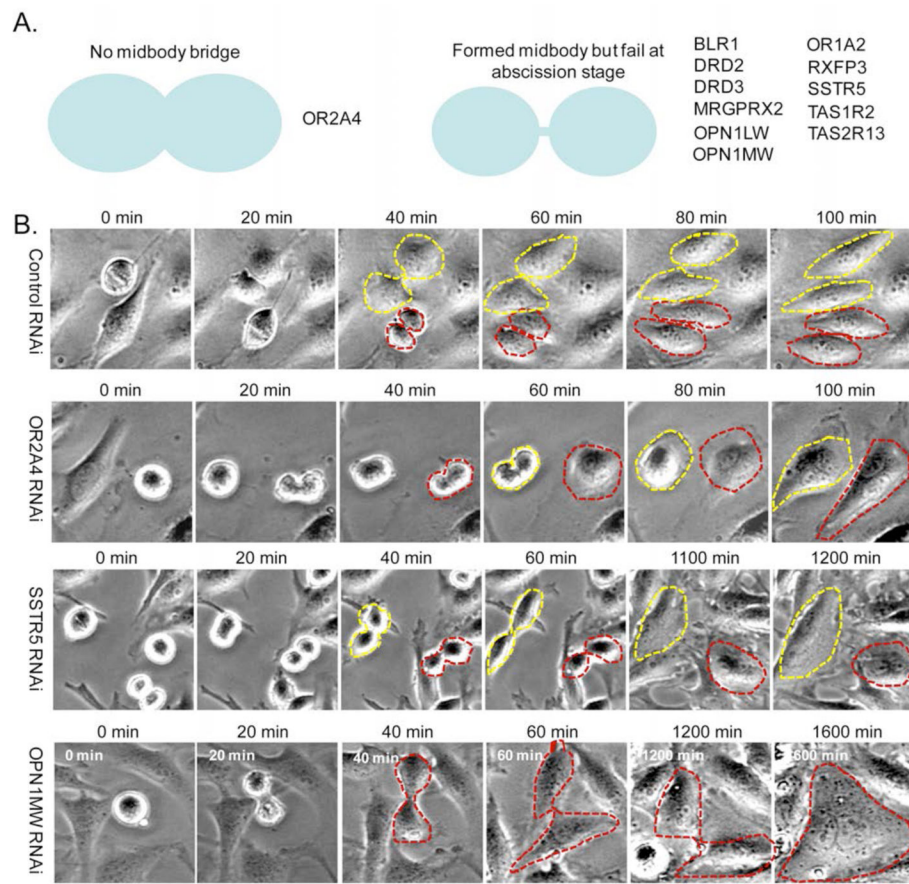 A.
No midbody bridge
OR2A4
Formed midbody but fail at
abscission stage
BLR1
DRD2
DRD3
MRGPRX2
OPN1LW
OPN1MW
OR1A2
RXFP3
SSTR5
TAS1R2
TAS2R13
B.
0 min 20 min 40 min 60 min 80 min 100 min
Control RNAi
0 min 20 min 40 min 60 min 80 min 100 min
OR2A4 RNAi
0 min 20 min 40 min 60 min 1100 min 1200 min
SSTR5 RNAi
0 min 20 min 40 min 60 min 1200 min 1600 min
0 min 20 min 40 min 60 min 1200 min 600 min
OPN1MW RNAi